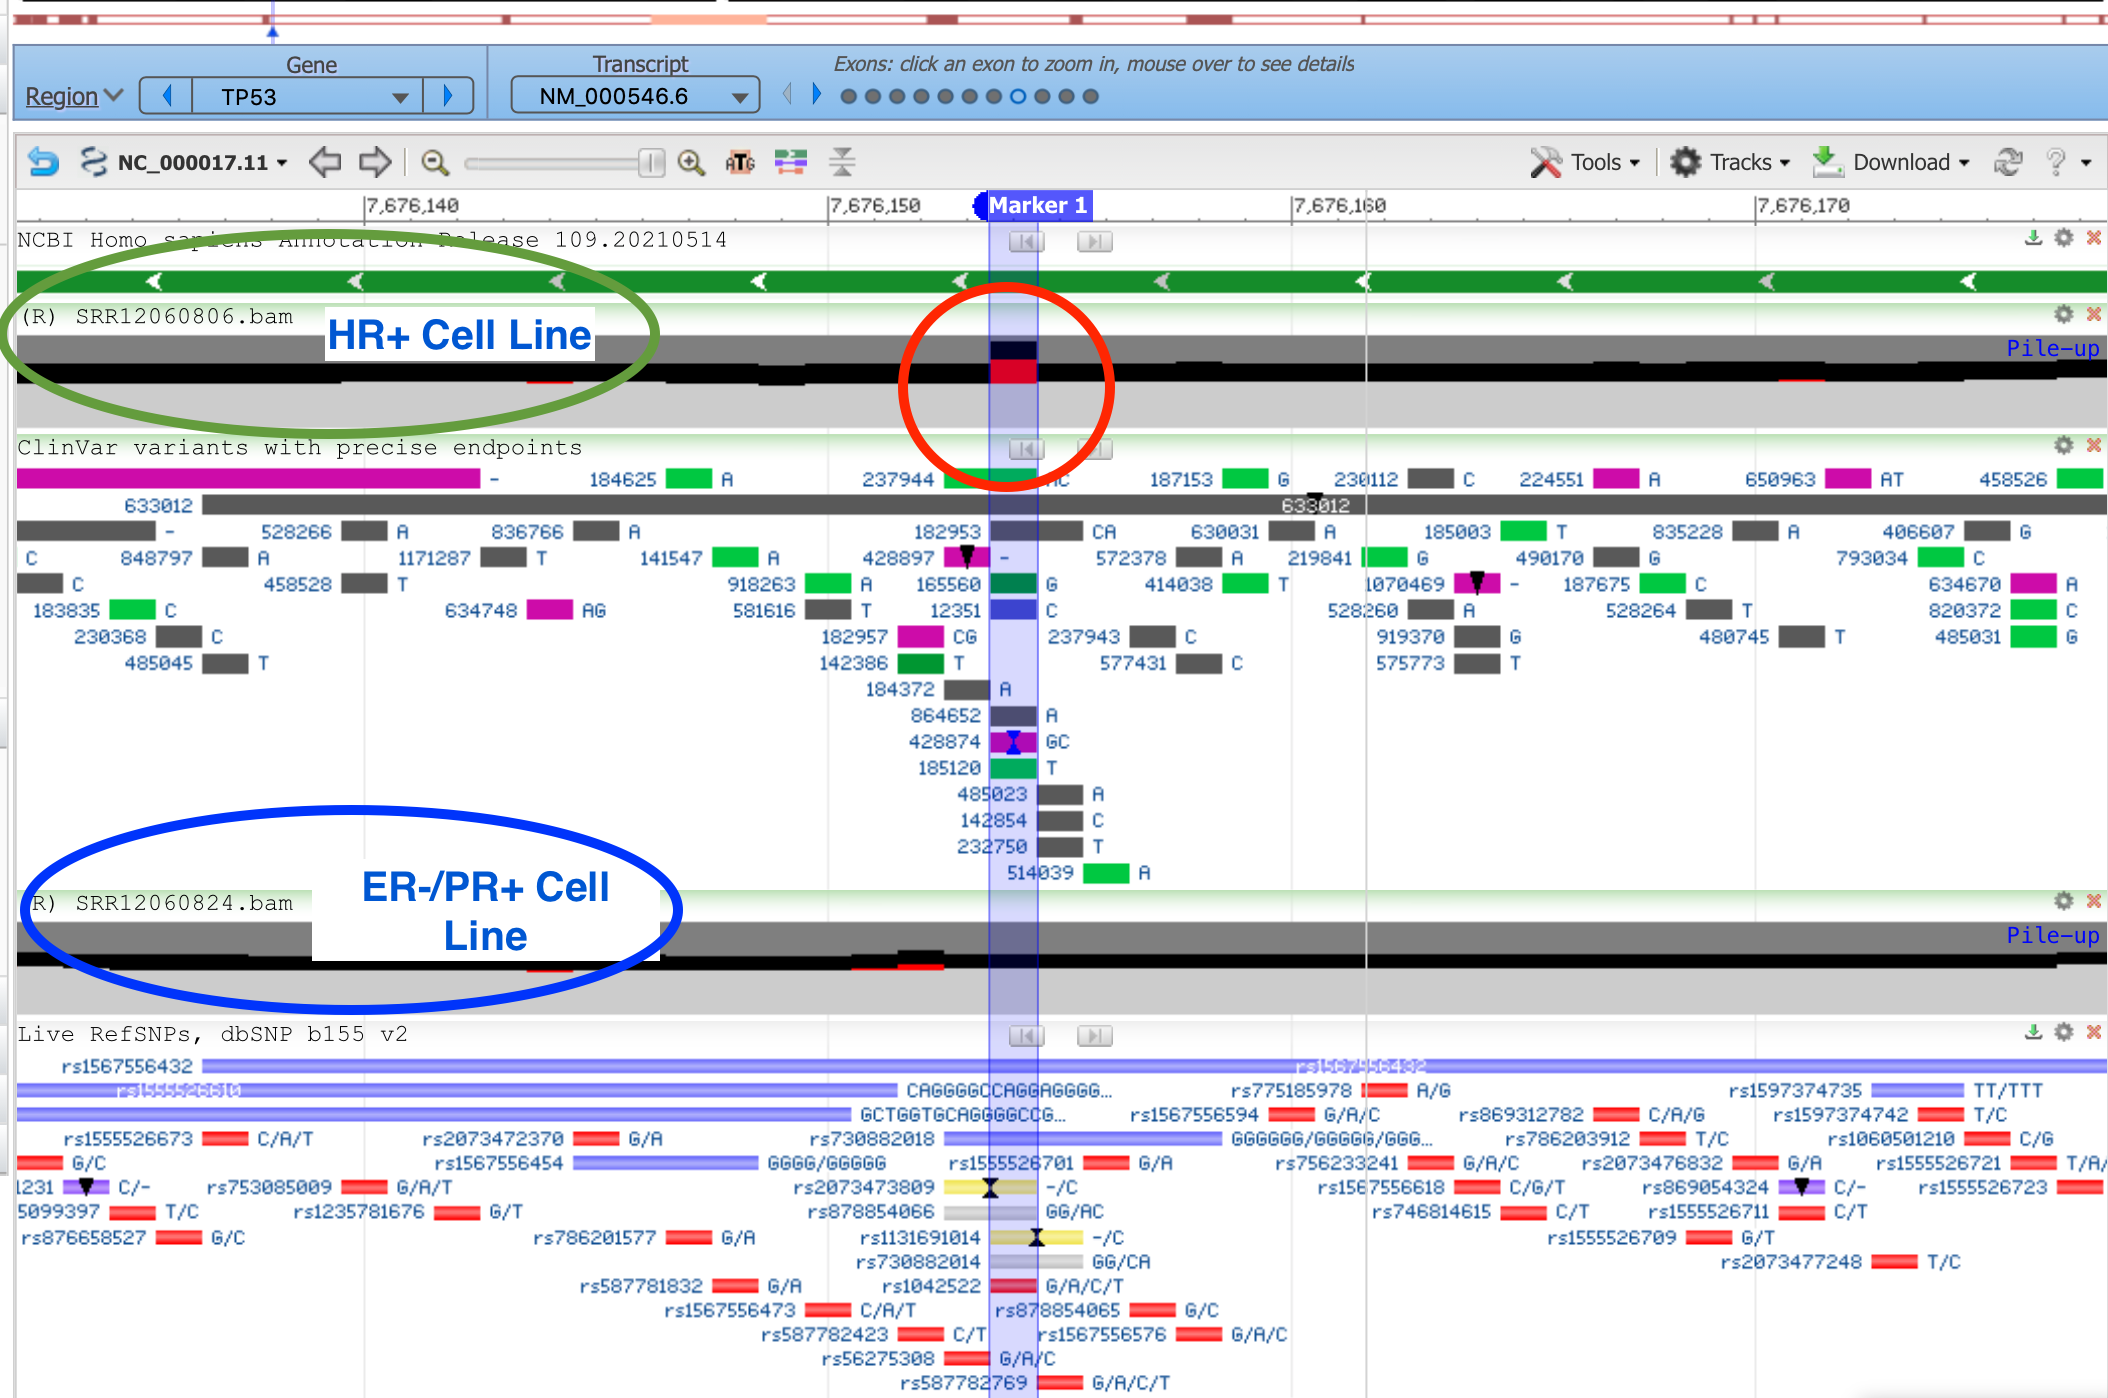 Gene Transcript Exons: click an exon to zoom in, mouse over to see details
Region TP53 NM_000546.6
NC_000017.11 Tools Tracks Download ?
7,676,140 7,676,150 Marker 1 7,676,160 7,676,170
NCBI Homo sapiens Annotation Release 109.20210514
(R) SRR12060806.bam HR+ Cell Line
Pile-up
ClinVar variants with precise endpoints
- 184625 A 237944 AC 187153 G 230112 C 224551 A 650963 AT 458526
633012 633012
- 528266 A 836766 A 182953 CA 630031 A 185003 T 835228 A 406607 G
C 848797 A 1171287 T 141547 A 428897 - 572378 A 219841 G 490170 G 793034 C
C 458528 T 918263 A 165560 G 414038 T 1070469 - 187675 C 634670 A
183835 C 634748 AG 581616 T 12351 C 528260 A 528264 T 820372 C
230368 C 182957 CG 237943 C 919370 G 480745 T 485031 G
485045 T 142386 T 577431 C 575773 T
184372 A
864652 A
428874 GC
185120 T
485023 A
142854 C
232750 T
514039 A
ER-/PR+ Cell
Line
(R) SRR12060824.bam
Pile-up
Live RefSNPs, dbSNP b155 v2
rs1567556432 rs1567556432
rs1555526610 CAGGGGCCAGGAGGGG... rs775185978 A/G rs1597374735 TT/TTT
GCTGGTGCAGGGGCCG... rs1567556594 G/A/C rs869312782 C/A/G rs1597374742 T/C
rs1555526673 C/A/T rs2073472370 G/A rs730882018 GGGGGG/GGGGG/GGG... rs786203912 T/C rs1060501210 C/G
G/C rs1567556454 GGGG/GGGGG rs1555526701 G/A rs756233241 G/A/C rs2073476832 G/A rs1555526721 T/A/
1231 C/- rs753085009 G/A/T rs2073473809 -/C rs1567556618 C/G/T rs869054324 C/- rs1555526723
5099397 T/C rs1235781676 G/T rs878854066 GG/AC rs746814615 C/T rs1555526711 C/T
rs876658527 G/C rs786201577 G/A rs1131691014 -/C rs1555526709 G/T
rs730882014 GG/CA rs2073477248 T/C
rs587781832 G/A rs1042522 G/A/C/T
rs1567556473 C/A/T rs878854065 G/C
rs587782423 C/T rs1567556576 G/A/C
rs56275308 G/A/C
rs587782769 G/A/C/T